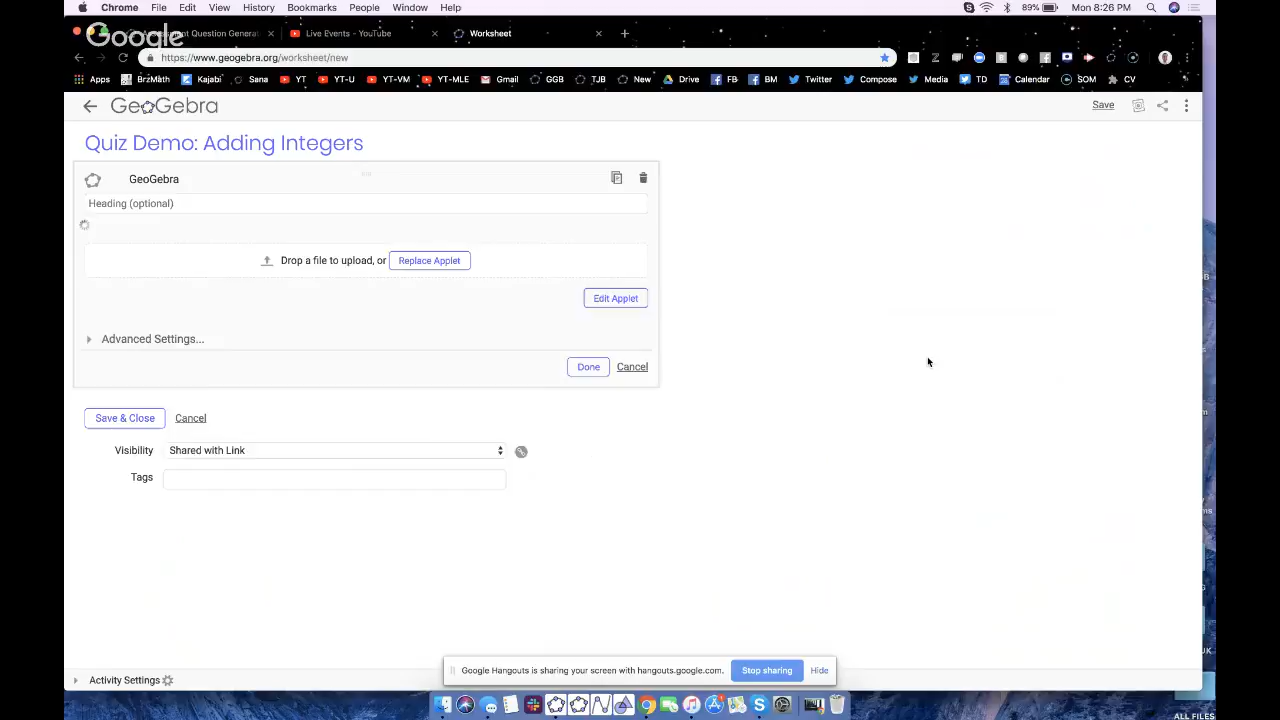 Chrome File Edit View History Bookmarks People Window Help
89% Mon 8:26 PM
Google
Question Generat
Live Events - YouTube
Worksheet
https://www.geogebra.org/worksheet/new
Apps BrzMath Kajabi Sana YT YT-U YT-VM YT-MLE Gmail GGB TJB New Drive FB BM Twitter Compose Media TD Calendar SOM CV
GeoGebra
Save
Quiz Demo: Adding Integers
GeoGebra
Heading (optional)
Drop a file to upload, or Replace Applet
Edit Applet
Advanced Settings...
Done Cancel
Save & Close Cancel
Visibility Shared with Link
Tags
Google Hangouts is sharing your screen with hangouts.google.com. Stop sharing Hide
Activity Settings
ALL FILES